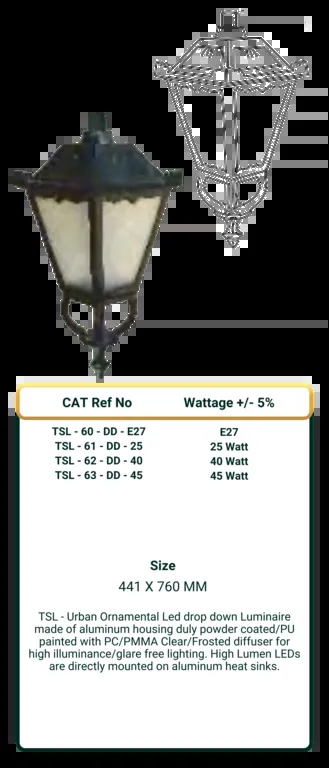 CAT Ref No Wattage +/- 5%
TSL - 60 - DD - E27 E27
TSL - 61 - DD - 25 25 Watt
TSL - 62 - DD - 40 40 Watt
TSL - 63 - DD - 45 45 Watt
Size
441 X 760 MM
TSL - Urban Ornamental Led drop down Luminaire
made of aluminum housing duly powder coated/PU
painted with PC/PMMA Clear/Frosted diffuser for
high illuminance/glare free lighting. High Lumen LEDs
are directly mounted on aluminum heat sinks.